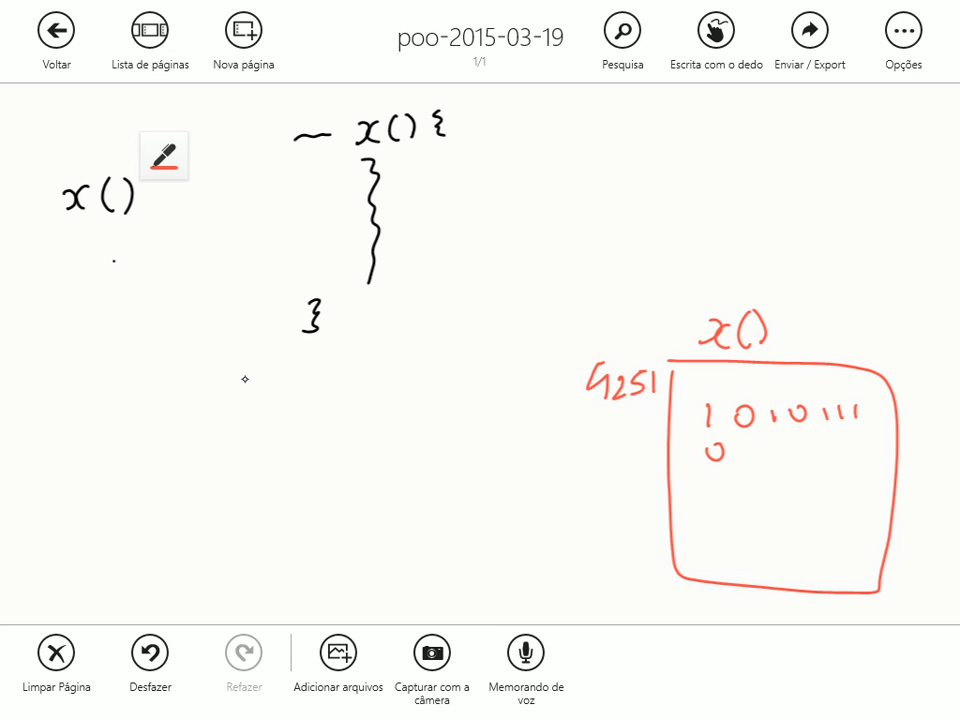 poo-2015-03-19
1/1
Voltar
Lista de páginas
Nova página
Pesquisa
Escrita com o dedo
Enviar / Export
Opções
x() {
x()
}
x()
4251
1 0 1 0 1 1 1
0
Limpar Página
Desfazer
Refazer
Adicionar arquivos
Capturar com a
câmera
Memorando de
voz